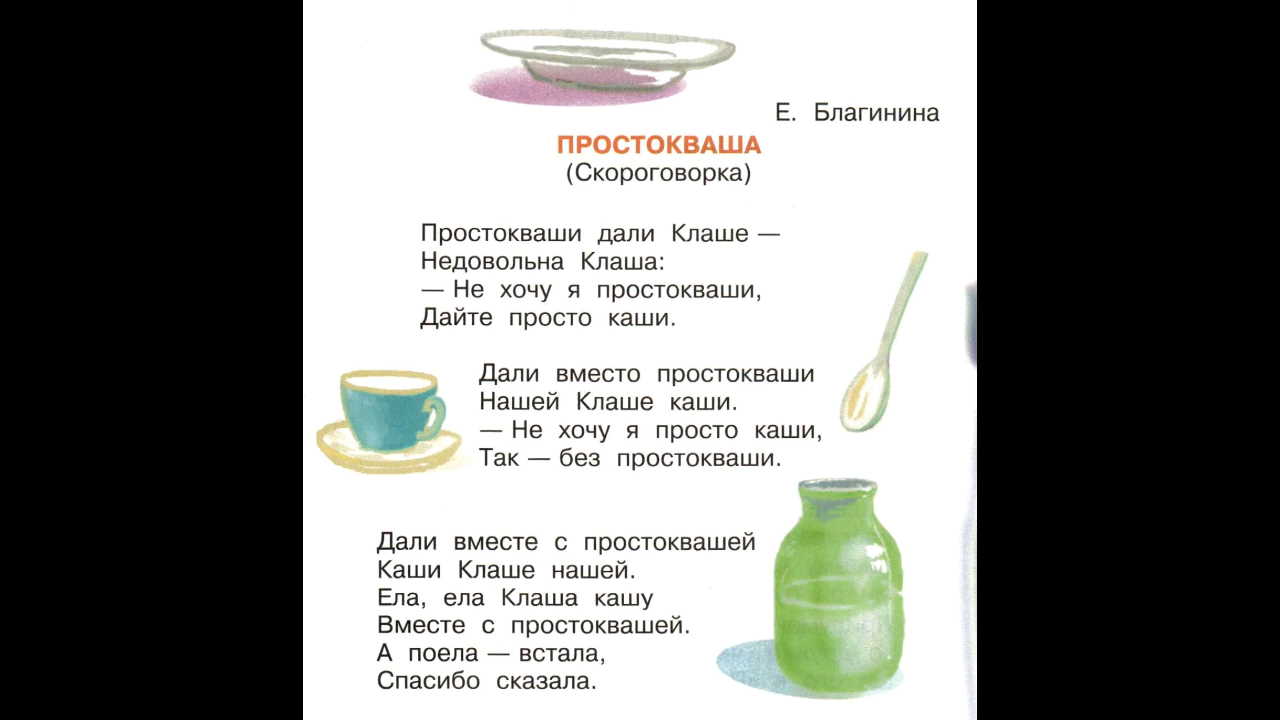 Е. Благинина
ПРОСТОКВАША
(Скороговорка)
Простокваши дали Клаше —
Недовольна Клаша:
— Не хочу я простокваши,
Дайте просто каши.
Дали вместо простокваши
Нашей Клаше каши.
— Не хочу я просто каши,
Так — без простокваши.
Дали вместе с простоквашей
Каши Клаше нашей.
Ела, ела Клаша кашу
Вместе с простоквашей.
А поела — встала,
Спасибо сказала.